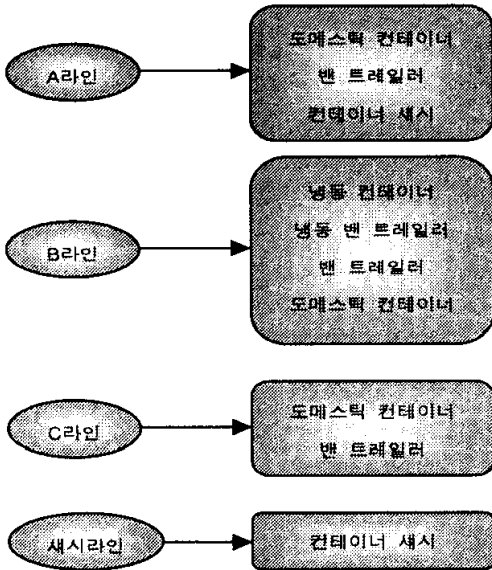 A라인
도메스틱 컨테이너
밴 트레일러
컨테이너 섀시
B라인
냉동 컨테이너
냉동 밴 트레일러
밴 트레일러
도메스틱 컨테이너
C라인
도메스틱 컨테이너
밴 트레일러
섀시라인
컨테이너 섀시